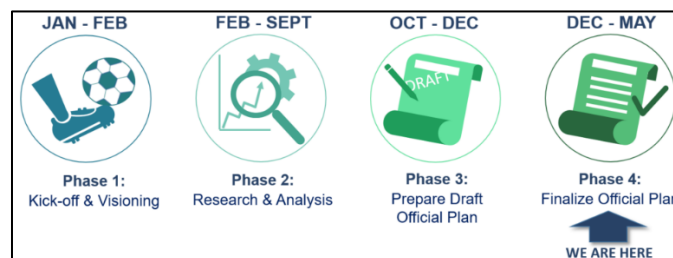 JAN - FEB
FEB - SEPT
OCT - DEC
DEC - MAY
DRAFT
Phase 1:
Kick-off & Visioning
Phase 2:
Research & Analysis
Phase 3:
Prepare Draft
Official Plan
Phase 4:
Finalize Official Plan
WE ARE HERE